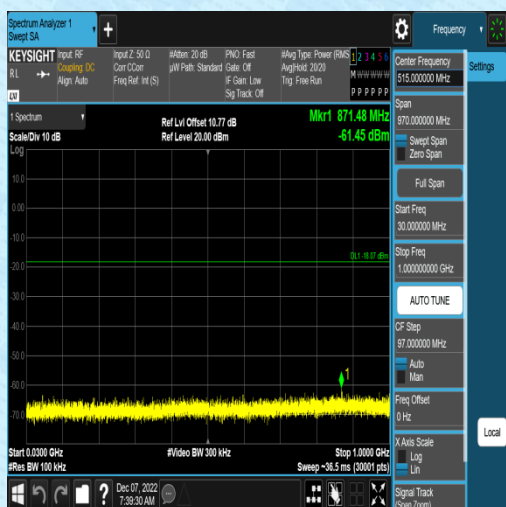 Spectrum Analyzer 1
Swept SA
Frequency
KEYSIGHT
RL
Input: RF
Coupling: DC
Align: Auto
Input Z: 50 Ω
Corr CCorr
Freq Ref: Int (S)
#Atten: 20 dB
µW Path: Standard
PNO: Fast
Gate: Off
IF Gain: Low
Sig Track: Off
#Avg Type: Power (RMS
Avg|Hold: 20/20
Trig: Free Run
1 2 3 4 5 6
M W W W W W
P P P P P P
Settings
1 Spectrum
Scale/Div 10 dB
Ref Lvl Offset 10.77 dB
Ref Level 20.00 dBm
Mkr1 871.48 MHz
-61.45 dBm
Log
10.0
0.00
-10.0
-20.0
-30.0
-40.0
-50.0
-60.0
-70.0
DL1 -18.07 dBm
1
Start 0.0300 GHz
#Res BW 100 kHz
#Video BW 300 kHz
Stop 1.0000 GHz
Sweep ~36.5 ms (30001 pts)
Dec 07, 2022
7:39:30 AM
Center Frequency
515.000000 MHz
Span
970.000000 MHz
Swept Span
Zero Span
Full Span
Start Freq
30.000000 MHz
Stop Freq
1.000000000 GHz
AUTO TUNE
CF Step
97.000000 MHz
Auto
Man
Freq Offset
0 Hz
X Axis Scale
Log
Lin
Signal Track
(Span Zoom)
Local